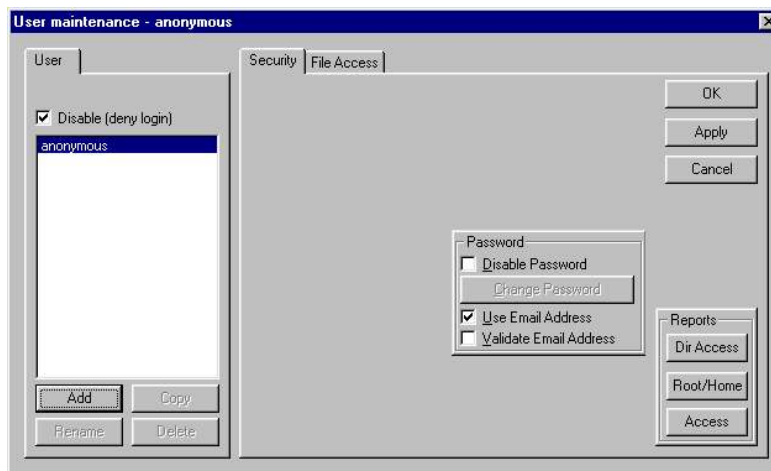 User maintenance - anonymous
User
Disable (deny login)
anonymous
Add
Copy
Rename
Delete
Security
File Access
OK
Apply
Cancel
Password
Disable Password
Change Password
Use Email Address
Validate Email Address
Reports
Dir Access
Root/Home
Access